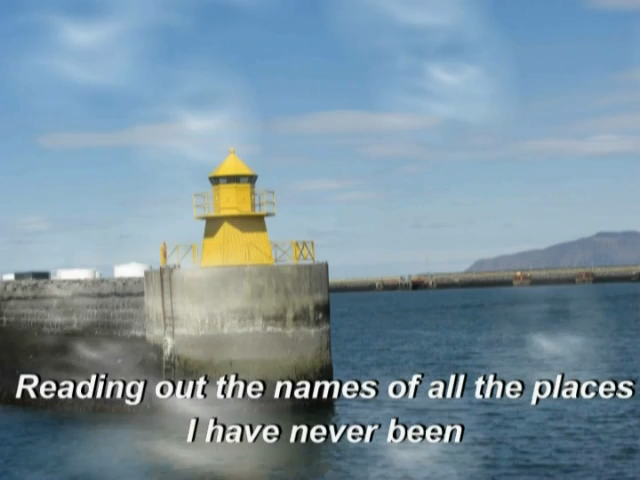 Reading out the names of all the places
I have never been